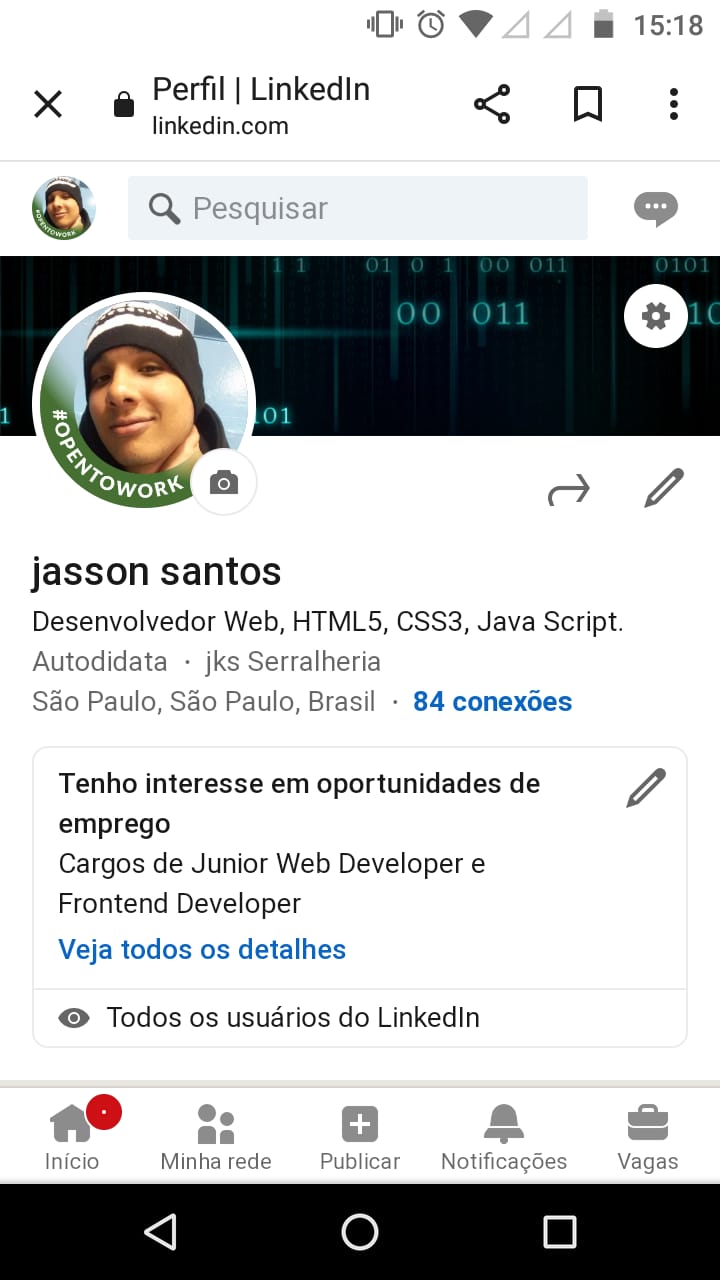 15:18
Perfil | LinkedIn
linkedin.com
#OPENTOWORK
Pesquisar
1 1 01 0 1 00 011 0101
00 011 10
1 101
#OPENTOWORK
jasson santos
Desenvolvedor Web, HTML5, CSS3, Java Script.
Autodidata · jks Serralheria
São Paulo, São Paulo, Brasil · 84 conexões
Tenho interesse em oportunidades de
emprego
Cargos de Junior Web Developer e
Frontend Developer
Veja todos os detalhes
Todos os usuários do LinkedIn
Início Minha rede Publicar Notificações Vagas